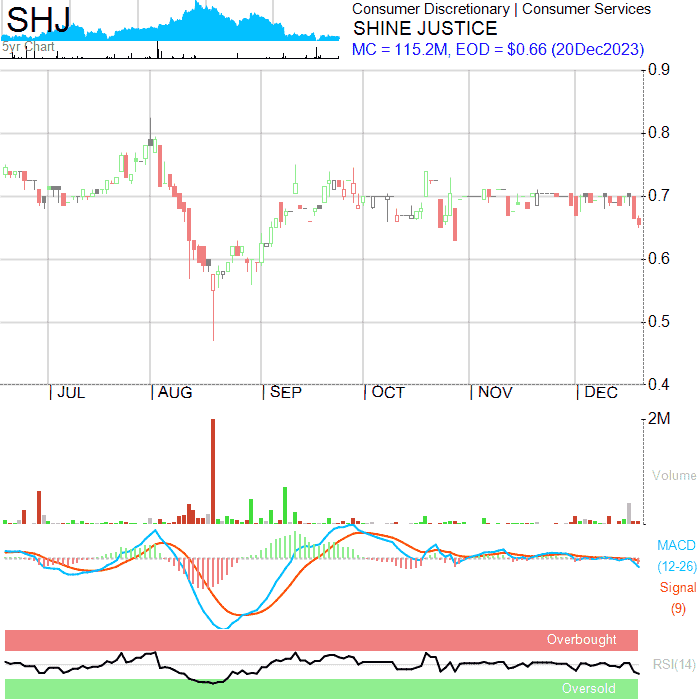 SHJ
5yr Chart
Consumer Discretionary | Consumer Services
SHINE JUSTICE
MC = 115.2M, EOD = $0.66 (20Dec2023)
0.9
0.8
0.7
0.6
0.5
0.4
JUL
AUG
SEP
OCT
NOV
DEC
2M
Volume
MACD
(12-26)
Signal
(9)
Overbought
RSI(14)
Oversold